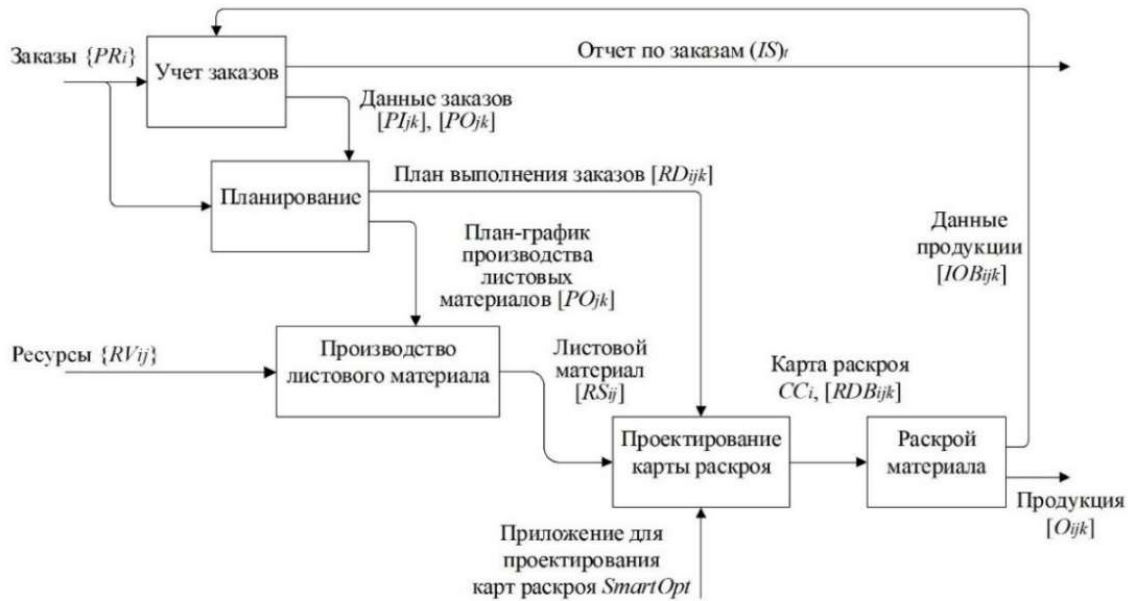 Заказы {PRi}
Учет заказов
Отчет по заказам (IS)t
Данные заказов
[PIjk], [POjk]
Планирование
План выполнения заказов [RDijk]
План-график
производства
листовых
материалов [POjk]
Данные
продукции
[IOBijk]
Ресурсы {RVij}
Производство
листового материала
Листовой
материал
[RSij]
Карта раскроя
CCi, [RDBijk]
Проектирование
карты раскроя
Раскрой
материала
Продукция
[Oijk]
Приложение для
проектирования
карт раскроя SmartOpt